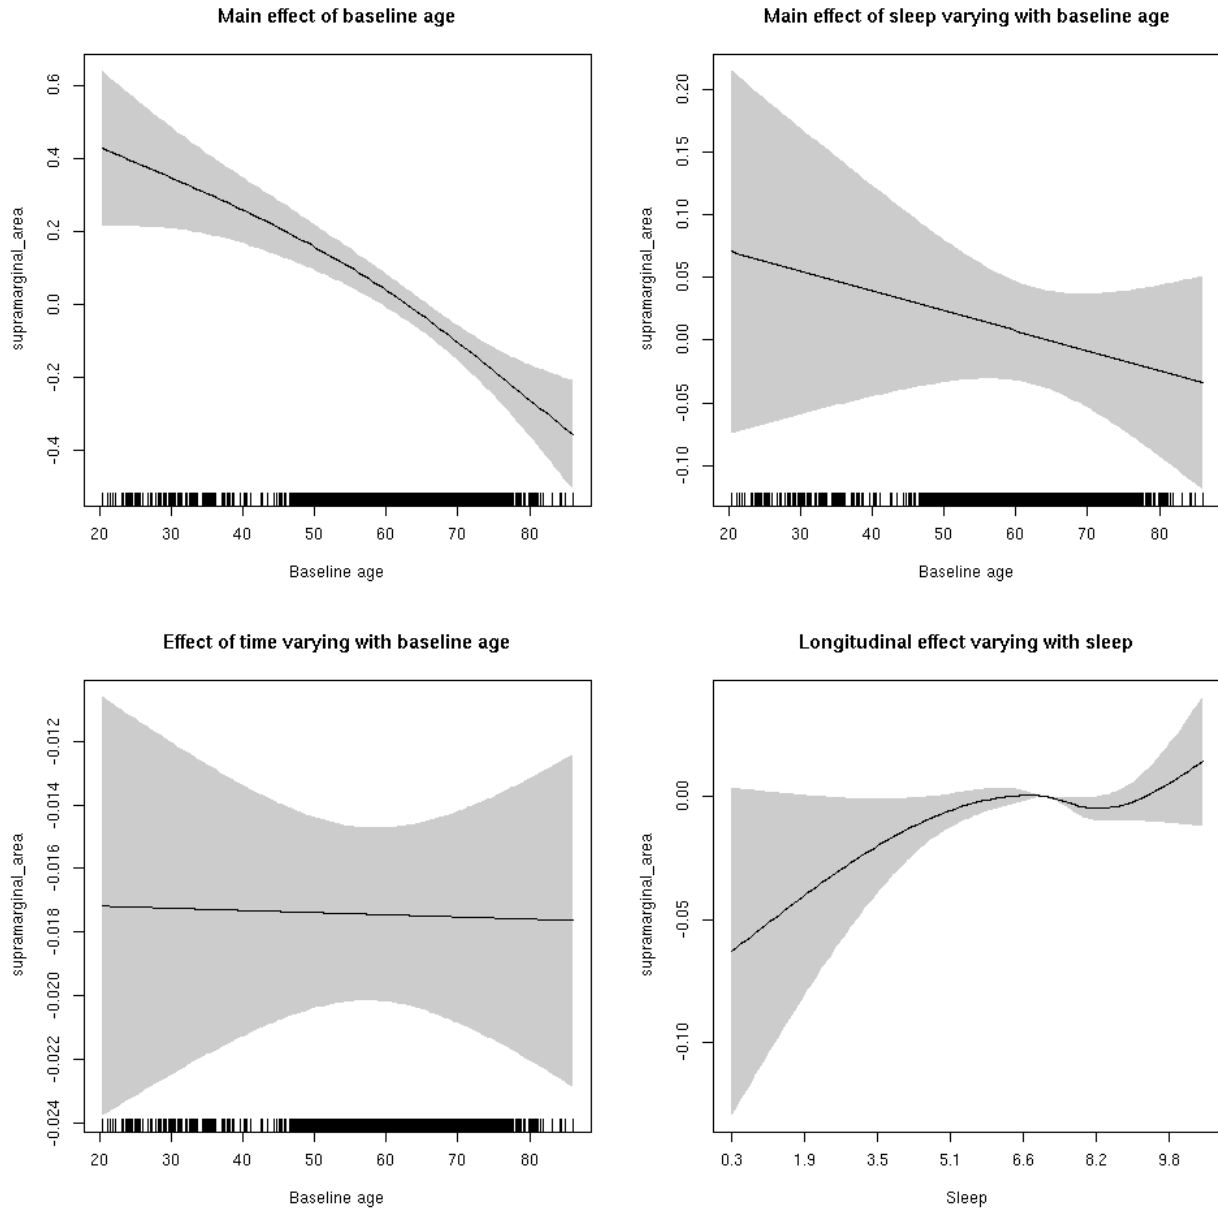 Main effect of baseline age
supramarginal_area
0.6
0.4
0.2
0.0
-0.2
-0.4
20 30 40 50 60 70 80
Baseline age
Main effect of sleep varying with baseline age
supramarginal_area
0.20
0.15
0.10
0.05
0.00
-0.05
-0.10
20 30 40 50 60 70 80
Baseline age
Effect of time varying with baseline age
supramarginal_area
-0.012
-0.014
-0.016
-0.018
-0.020
-0.022
-0.024
20 30 40 50 60 70 80
Baseline age
Longitudinal effect varying with sleep
supramarginal_area
0.00
-0.05
-0.10
0.3 1.9 3.5 5.1 6.6 8.2 9.8
Sleep